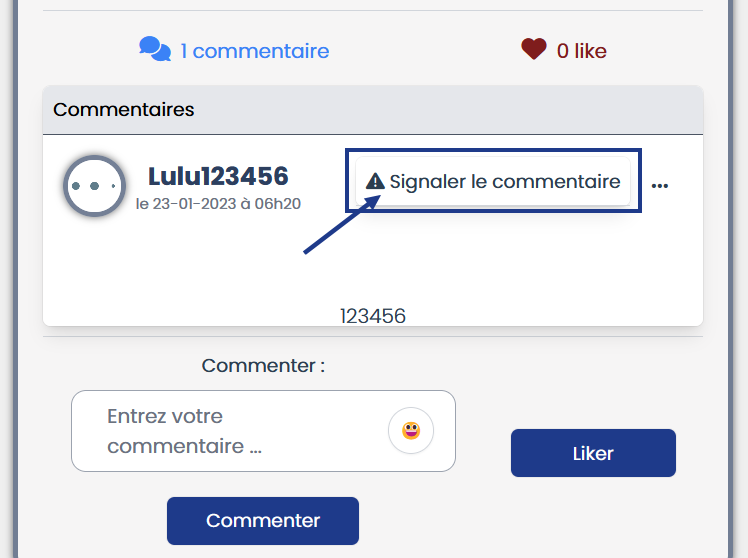 1 commentaire
0 like
Commentaires
Lulu123456
Signaler le commentaire
le 23-01-2023 à 06h20
123456
Commenter :
Entrez votre
commentaire ...
Liker
Commenter